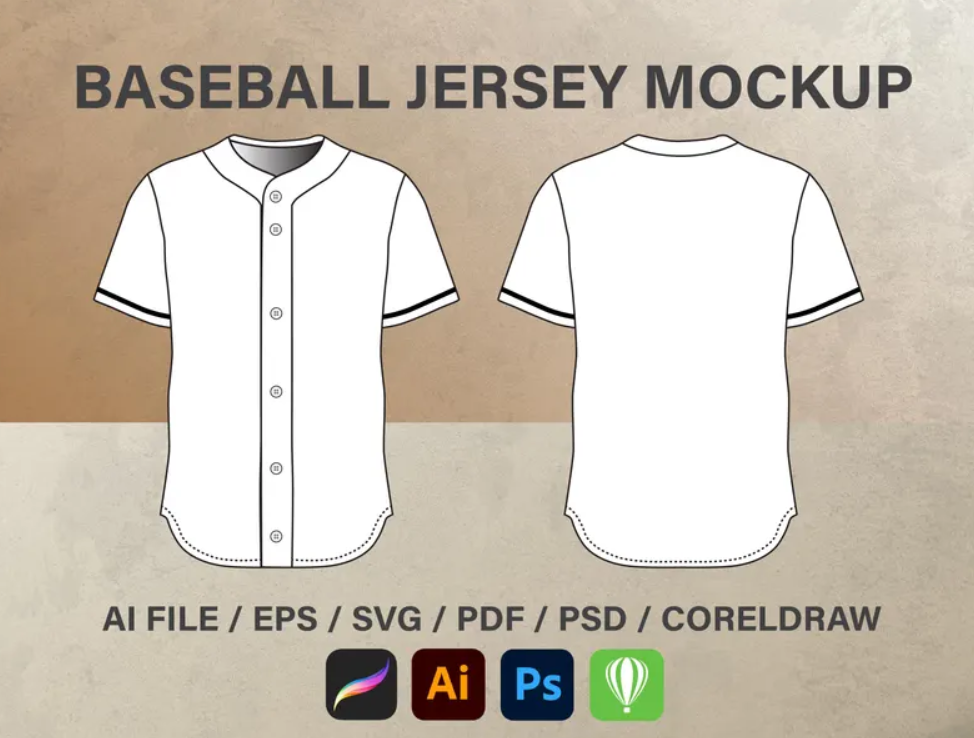 BASEBALL JERSEY MOCKUP
AI FILE / EPS / SVG / PDF / PSD / CORELDRAW
Ai Ps